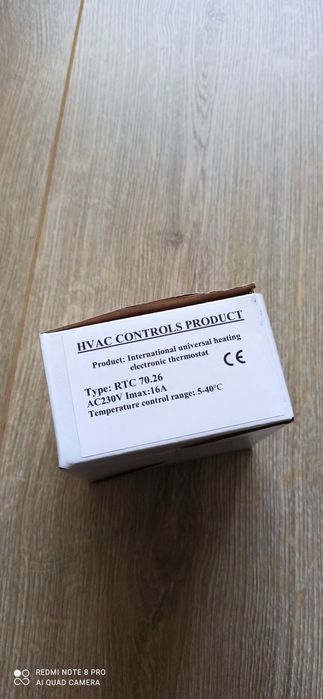 HVAC CONTROLS PRODUCT
Product: International universal heating
electronic thermostat
CE
Type: RTC 70.26
AC230V Imax:16A
Temperature control range: 5-40°C
REDMI NOTE 8 PRO
AI QUAD CAMERA